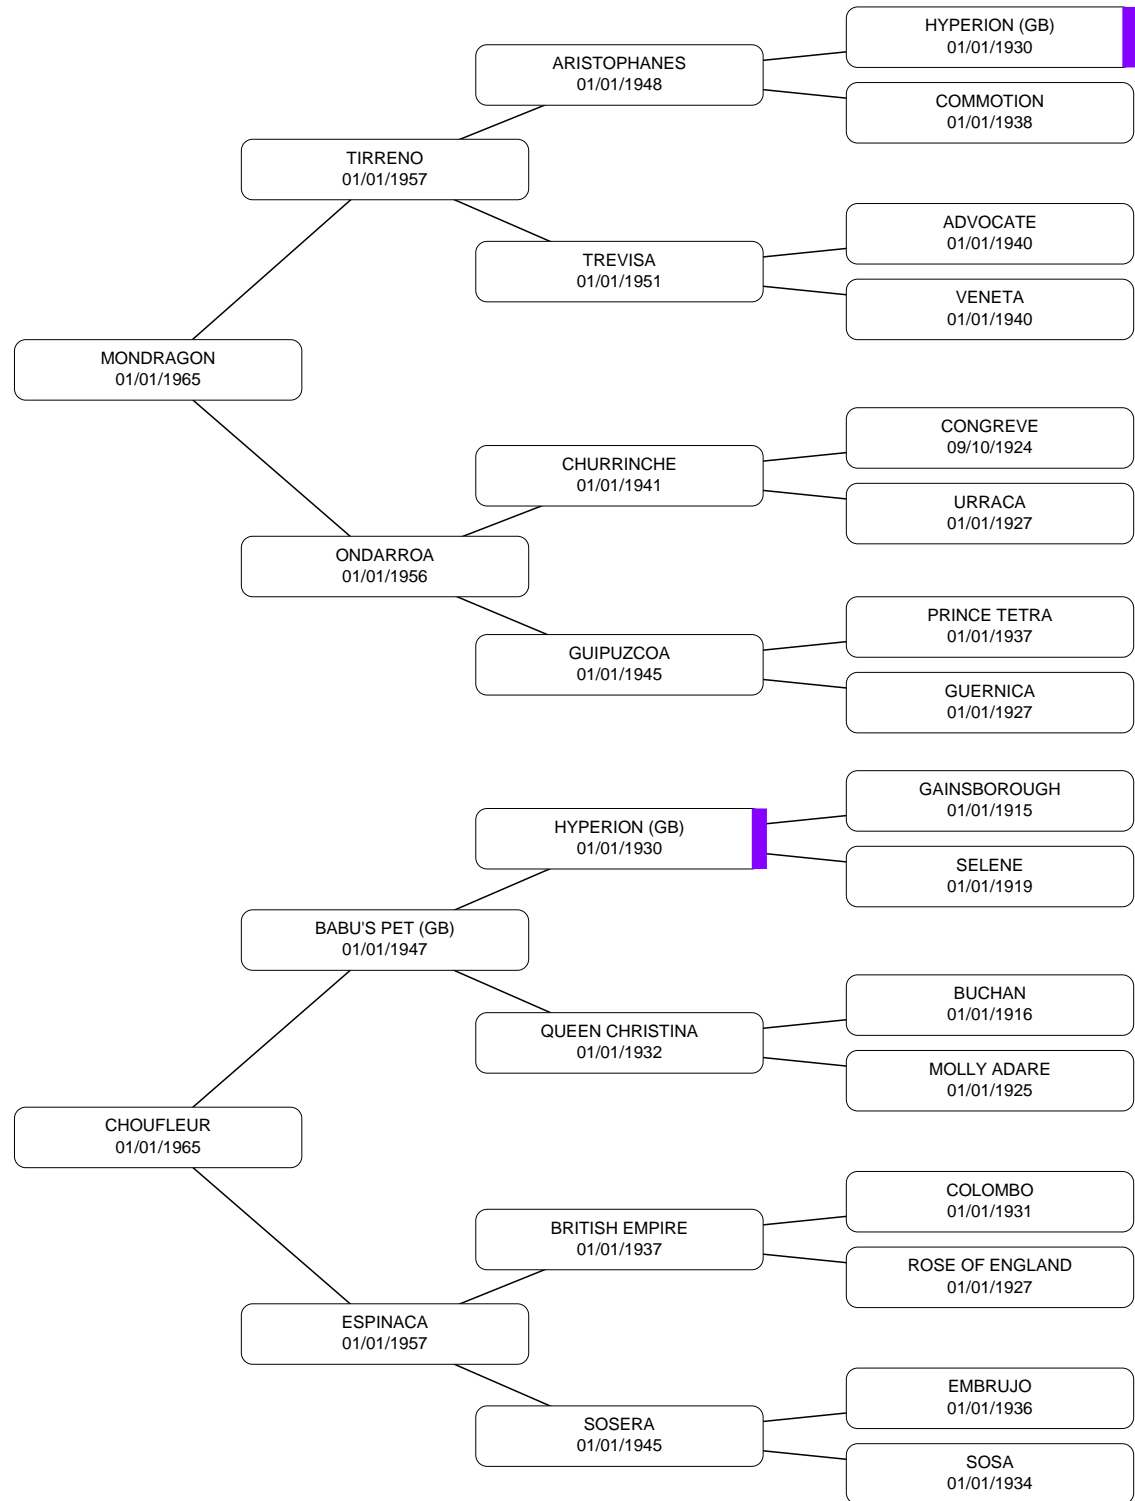 HYPERION (GB)
01/01/1930
ARISTOPHANES
01/01/1948
COMMOTION
01/01/1938
TIRRENO
01/01/1957
ADVOCATE
01/01/1940
TREVISA
01/01/1951
VENETA
01/01/1940
MONDRAGON
01/01/1965
CONGREVE
09/10/1924
CHURRINCHE
01/01/1941
URRACA
01/01/1927
ONDARROA
01/01/1956
PRINCE TETRA
01/01/1937
GUIPUZCOA
01/01/1945
GUERNICA
01/01/1927
GAINSBOROUGH
01/01/1915
HYPERION (GB)
01/01/1930
SELENE
01/01/1919
BABU'S PET (GB)
01/01/1947
BUCHAN
01/01/1916
QUEEN CHRISTINA
01/01/1932
MOLLY ADARE
01/01/1925
CHOUFLEUR
01/01/1965
COLOMBO
01/01/1931
BRITISH EMPIRE
01/01/1937
ROSE OF ENGLAND
01/01/1927
ESPINACA
01/01/1957
EMBRUJO
01/01/1936
SOSERA
01/01/1945
SOSA
01/01/1934